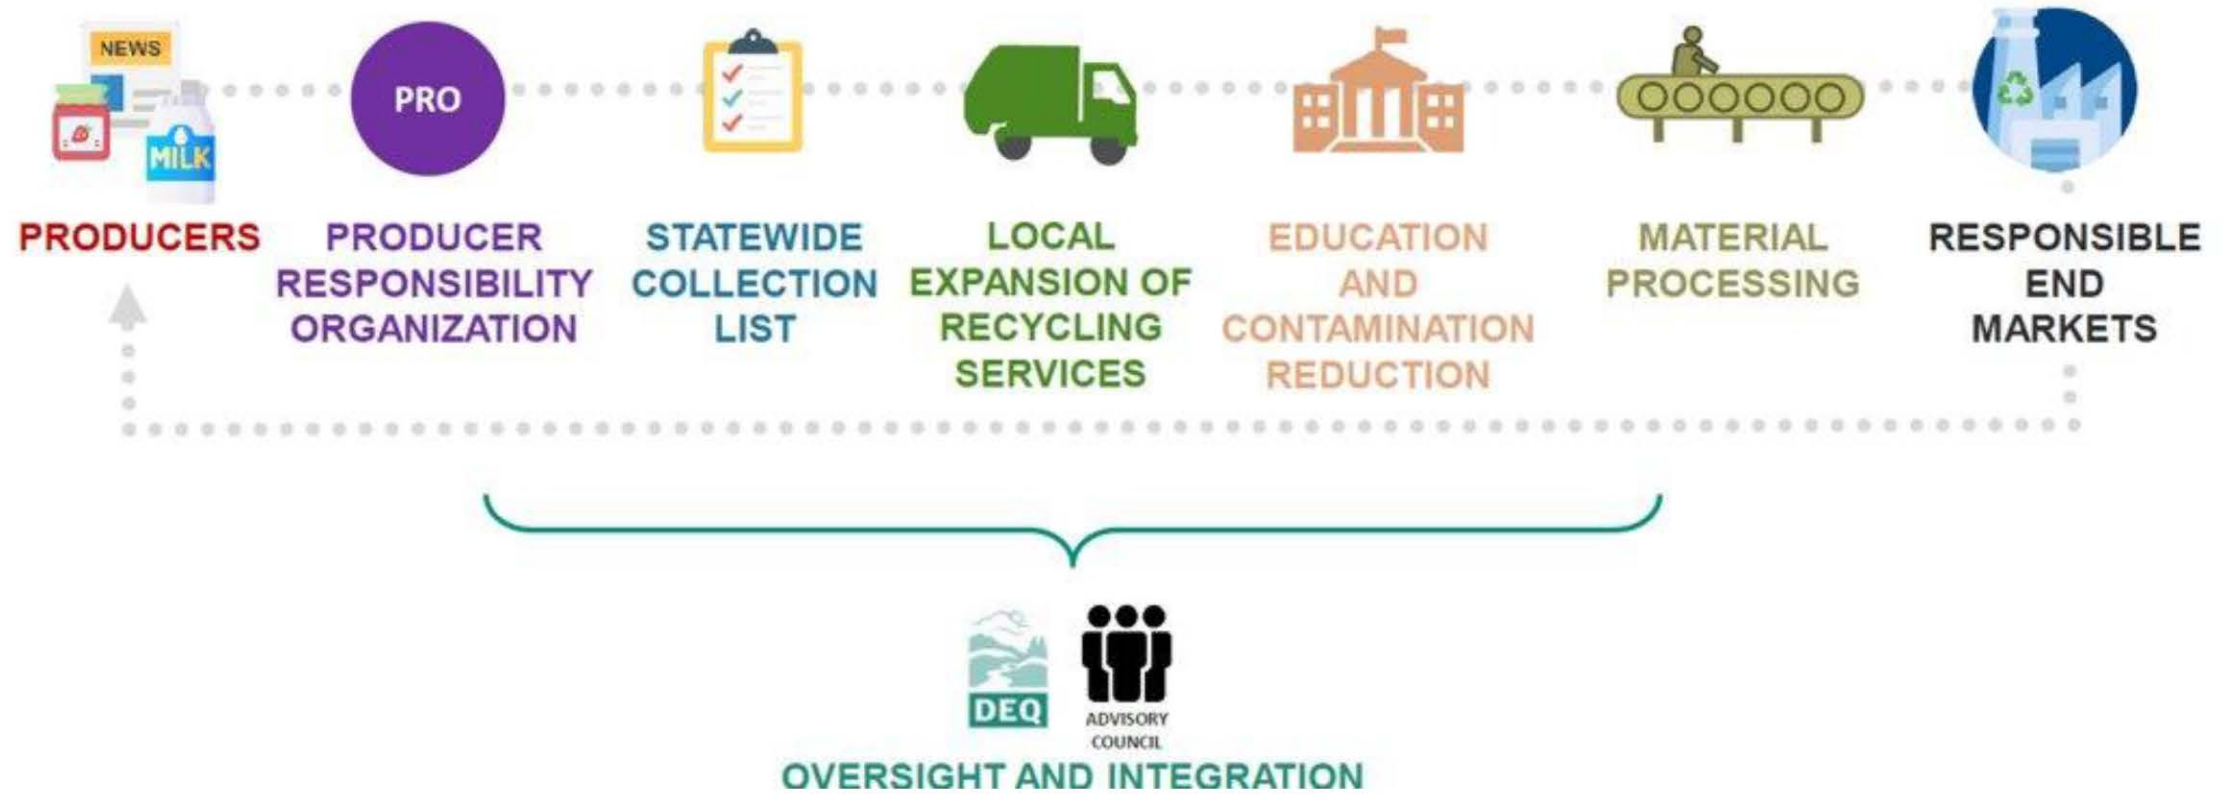 NEWS
MILK
PRO
PRODUCERS
PRODUCER
RESPONSIBILITY
ORGANIZATION
STATEWIDE
COLLECTION
LIST
LOCAL
EXPANSION OF
RECYCLING
SERVICES
EDUCATION
AND
CONTAMINATION
REDUCTION
MATERIAL
PROCESSING
RESPONSIBLE
END
MARKETS
DEQ
ADVISORY
COUNCIL
OVERSIGHT AND INTEGRATION